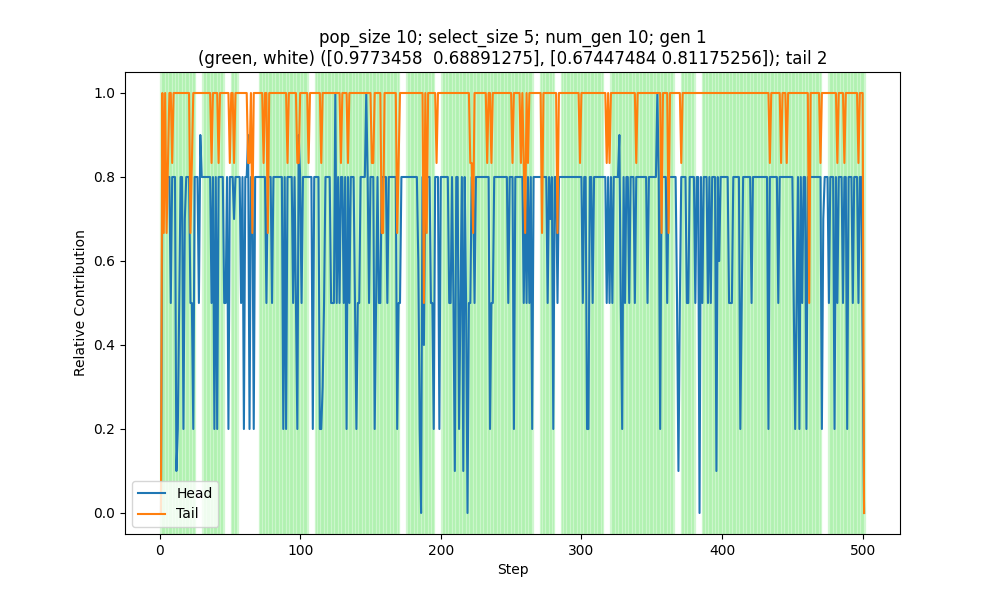 pop_size 10; select_size 5; num_gen 10; gen 1
(green, white) ([0.9773458  0.68891275], [0.67447484 0.81175256]); tail 2
1.0
0.8
0.6
0.4
0.2
0.0
Relative Contribution
Head
Tail
0
100
200
300
400
500
Step